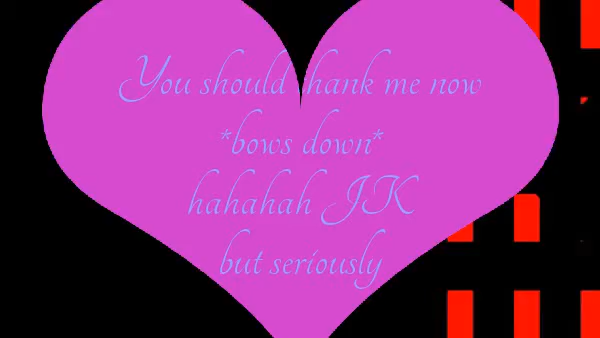 You should hank me now
*bows down*
hahahah JK
but seriously